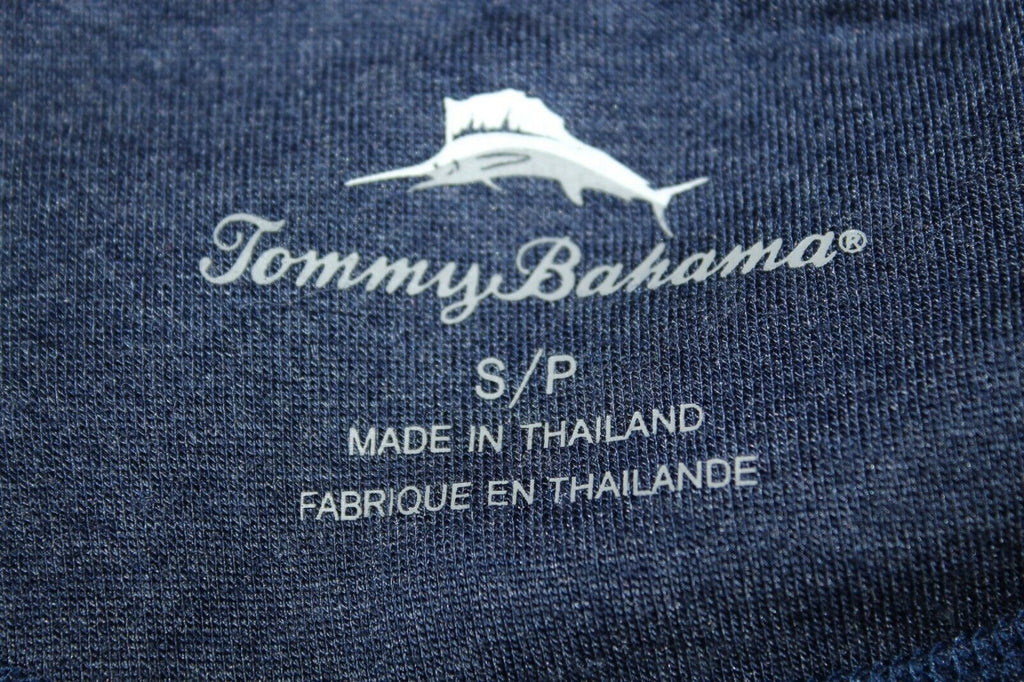 Tommy Bahama®
S/P
MADE IN THAILAND
FABRIQUE EN THAILANDE